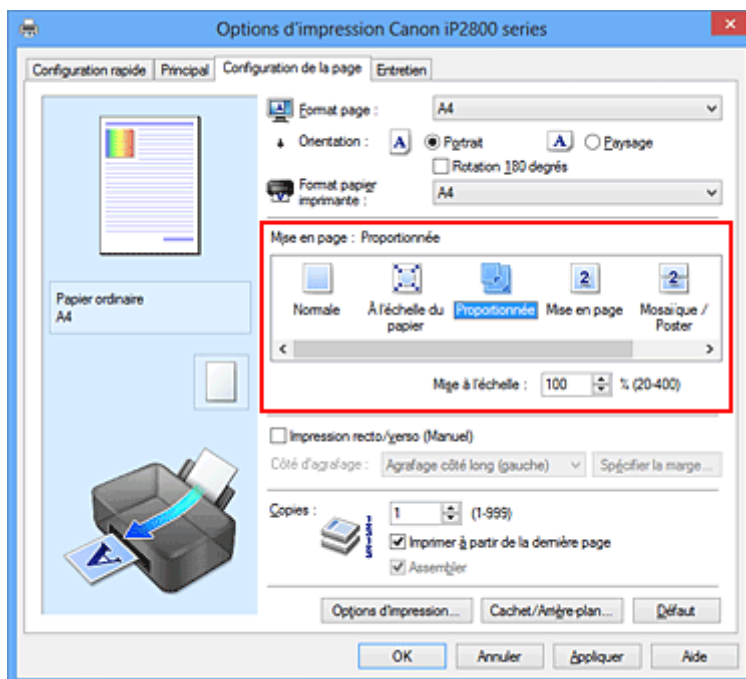 Options d'impression Canon iP2800 series
Configuration rapide Principal Configuration de la page Entretien
Format page : A4
Orientation : A Portrait A Paysage
Rotation 180 degrés
Format papier imprimante : A4
Mise en page : Proportionnée
Normale
À l'échelle du papier
Proportionnée
2
Mise en page
2
Mosaïque / Poster
Mise à l'échelle : 100 % (20-400)
Papier ordinaire
A4
Impression recto/verso (Manuel)
Côté d'agrafage : Agrafage côté long (gauche) Spécifier la marge...
Copies : 1 (1-999)
Imprimer à partir de la dernière page
Assembler
A
Options d'impression... Cachet/Arrière-plan... Défaut
OK Annuler Appliquer Aide